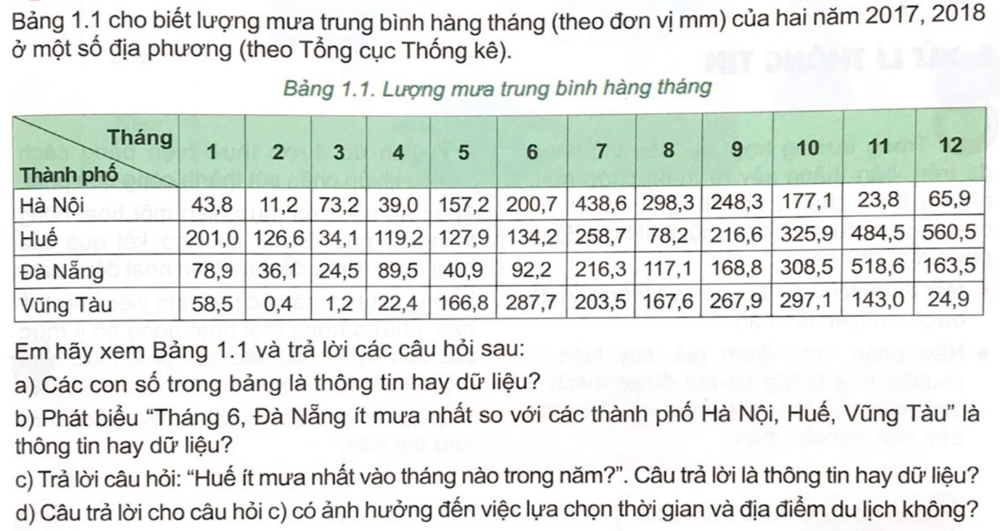 Bảng 1.1 cho biết lượng mưa trung bình hàng tháng (theo đơn vị mm) của hai năm 2017, 2018
ở một số địa phương (theo Tổng cục Thống kê).
Bảng 1.1. Lượng mưa trung bình hàng tháng
Tháng 1 2 3 4 5 6 7 8 9 10 11 12
Thành phố
Hà Nội 43,8 11,2 73,2 39,0 157,2 200,7 438,6 298,3 248,3 177,1 23,8 65,9
Huế 201,0 126,6 34,1 119,2 127,9 134,2 258,7 78,2 216,6 325,9 484,5 560,5
Đà Nẵng 78,9 36,1 24,5 89,5 40,9 92,2 216,3 117,1 168,8 308,5 518,6 163,5
Vũng Tàu 58,5 0,4 1,2 22,4 166,8 287,7 203,5 167,6 267,9 297,1 143,0 24,9
Em hãy xem Bảng 1.1 và trả lời các câu hỏi sau:
a) Các con số trong bảng là thông tin hay dữ liệu?
b) Phát biểu “Tháng 6, Đà Nẵng ít mưa nhất so với các thành phố Hà Nội, Huế, Vũng Tàu” là
thông tin hay dữ liệu?
c) Trả lời câu hỏi: “Huế ít mưa nhất vào tháng nào trong năm?”. Câu trả lời là thông tin hay dữ liệu?
d) Câu trả lời cho câu hỏi c) có ảnh hưởng đến việc lựa chọn thời gian và địa điểm du lịch không?